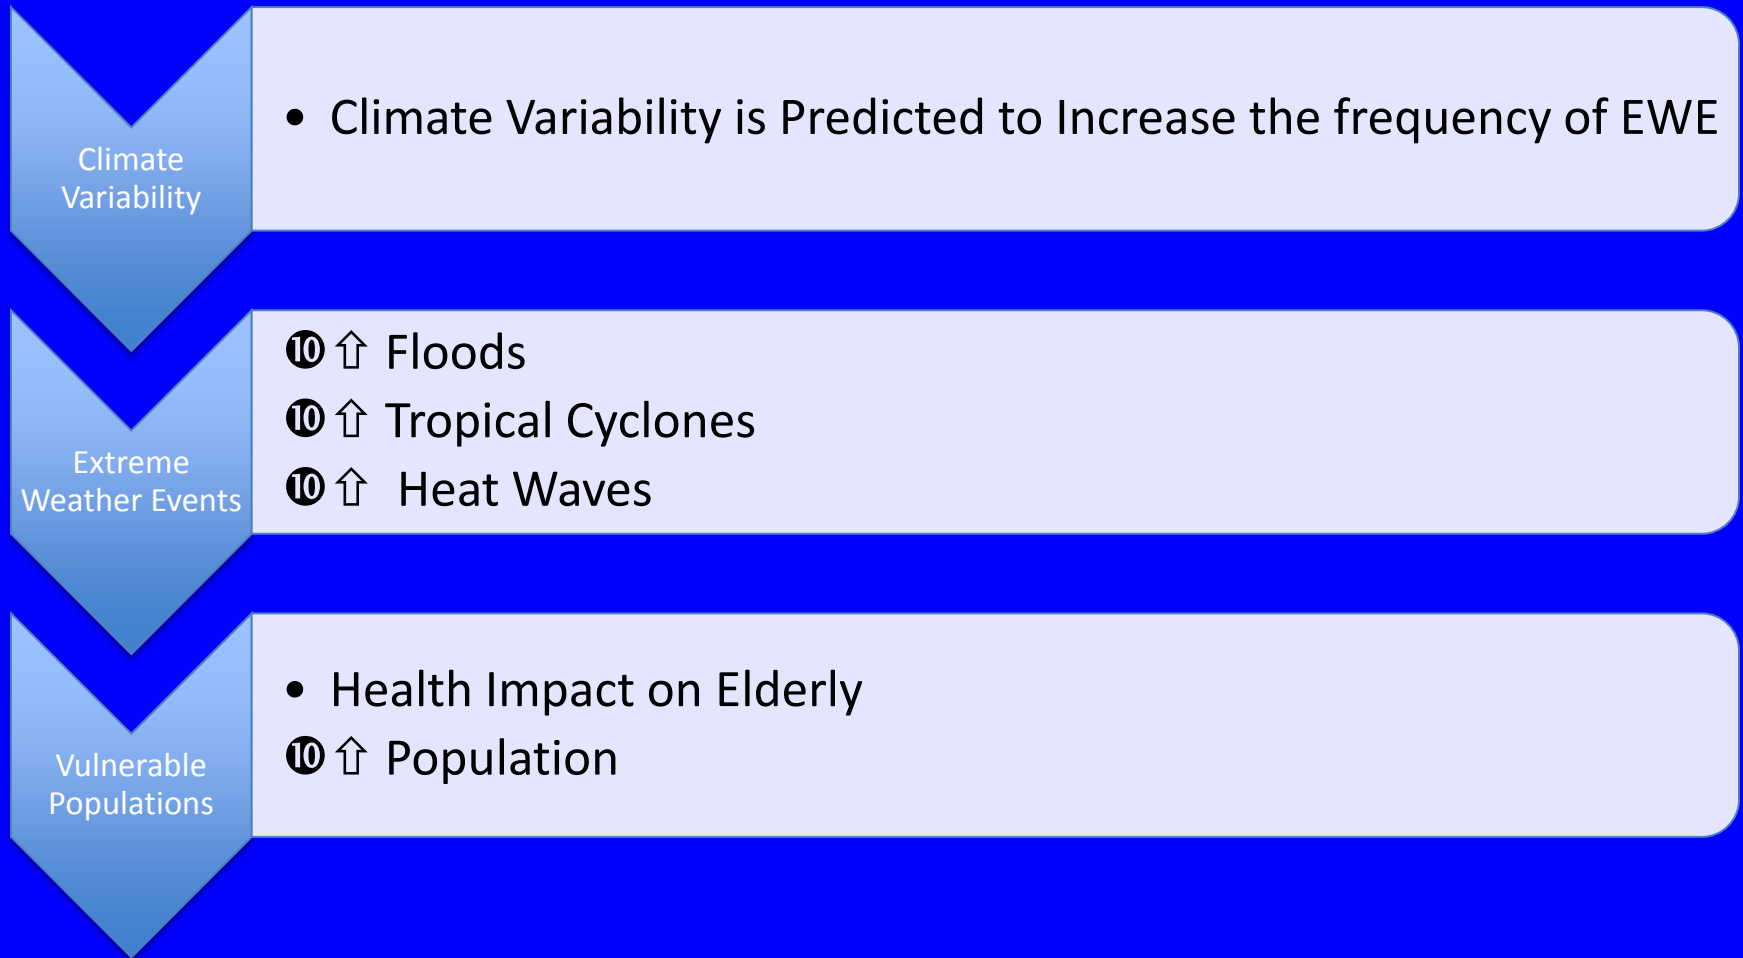 Climate
Variability
• Climate Variability is Predicted to Increase the frequency of EWE
Extreme
Weather Events
❿⇧ Floods
❿⇧ Tropical Cyclones
❿⇧ Heat Waves
Vulnerable
Populations
• Health Impact on Elderly
❿⇧ Population